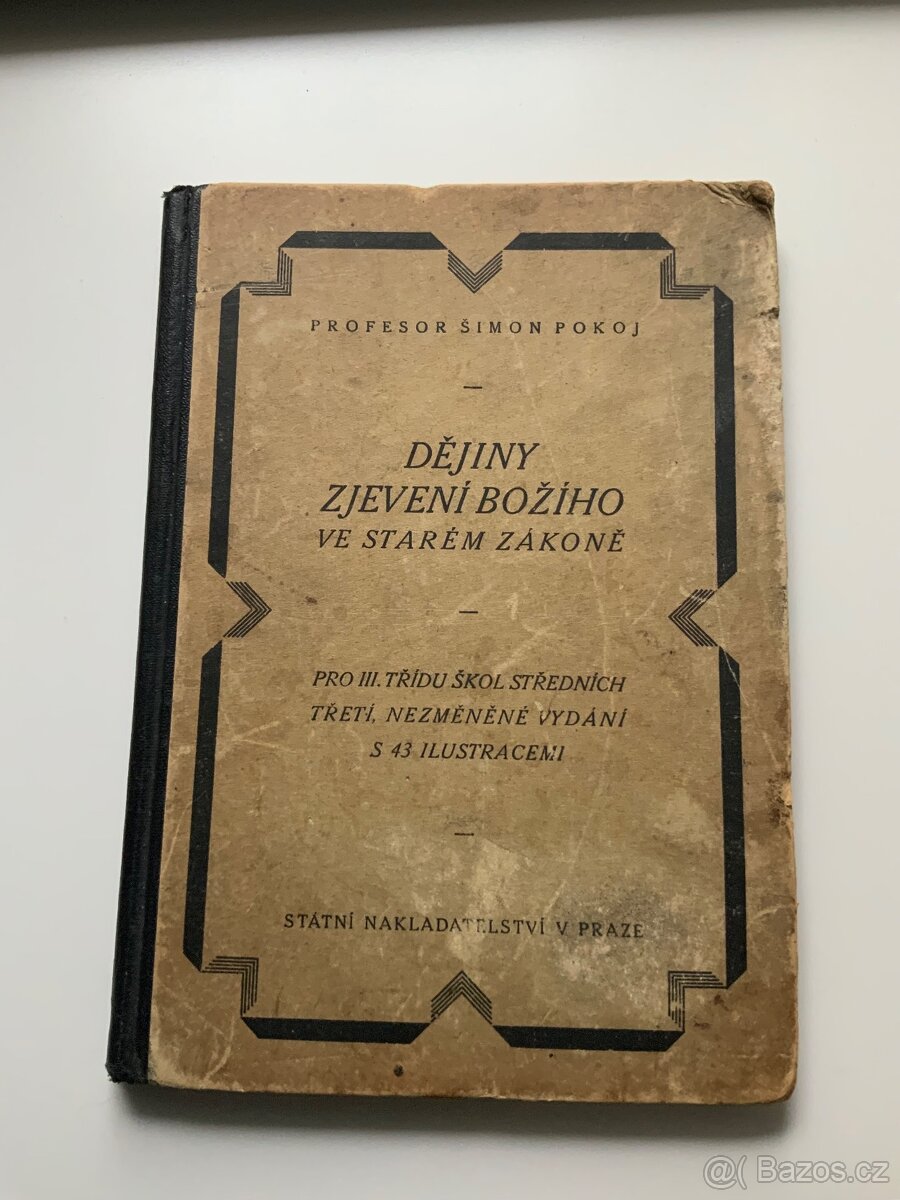 PROFESOR ŠIMON POKOJ
—
DĚJINY
ZJEVENÍ BOŽÍHO
VE STARÉM ZÁKONĚ
—
PRO III. TŘÍDU ŠKOL STŘEDNÍCH
TŘETÍ, NEZMĚNĚNÉ VYDÁNÍ
S 43 ILUSTRACEMI
—
STÁTNÍ NAKLADATELSTVÍ V PRAZE
@( Bazos.cz